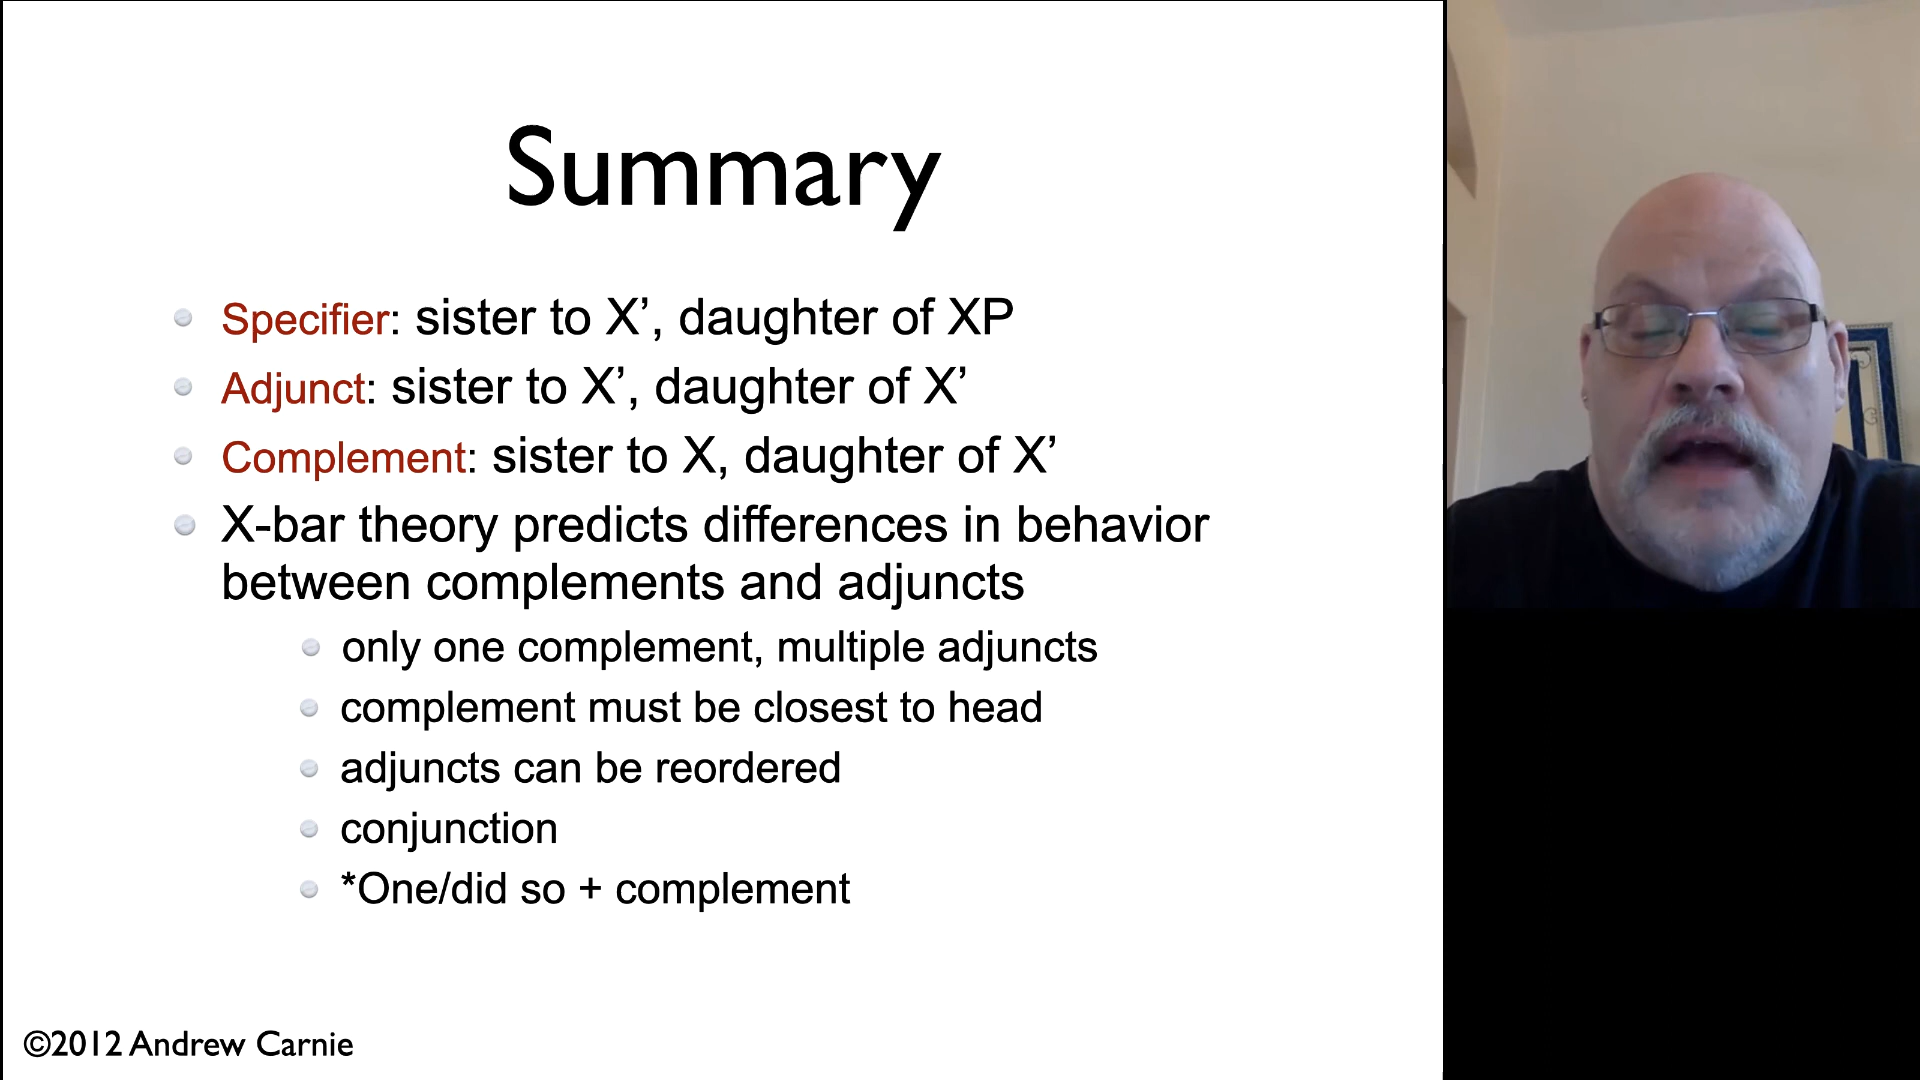 Summary
Specifier: sister to X’, daughter of XP
Adjunct: sister to X’, daughter of X’
Complement: sister to X, daughter of X’
X-bar theory predicts differences in behavior
between complements and adjuncts
only one complement, multiple adjuncts
complement must be closest to head
adjuncts can be reordered
conjunction
*One/did so + complement
©2012 Andrew Carnie